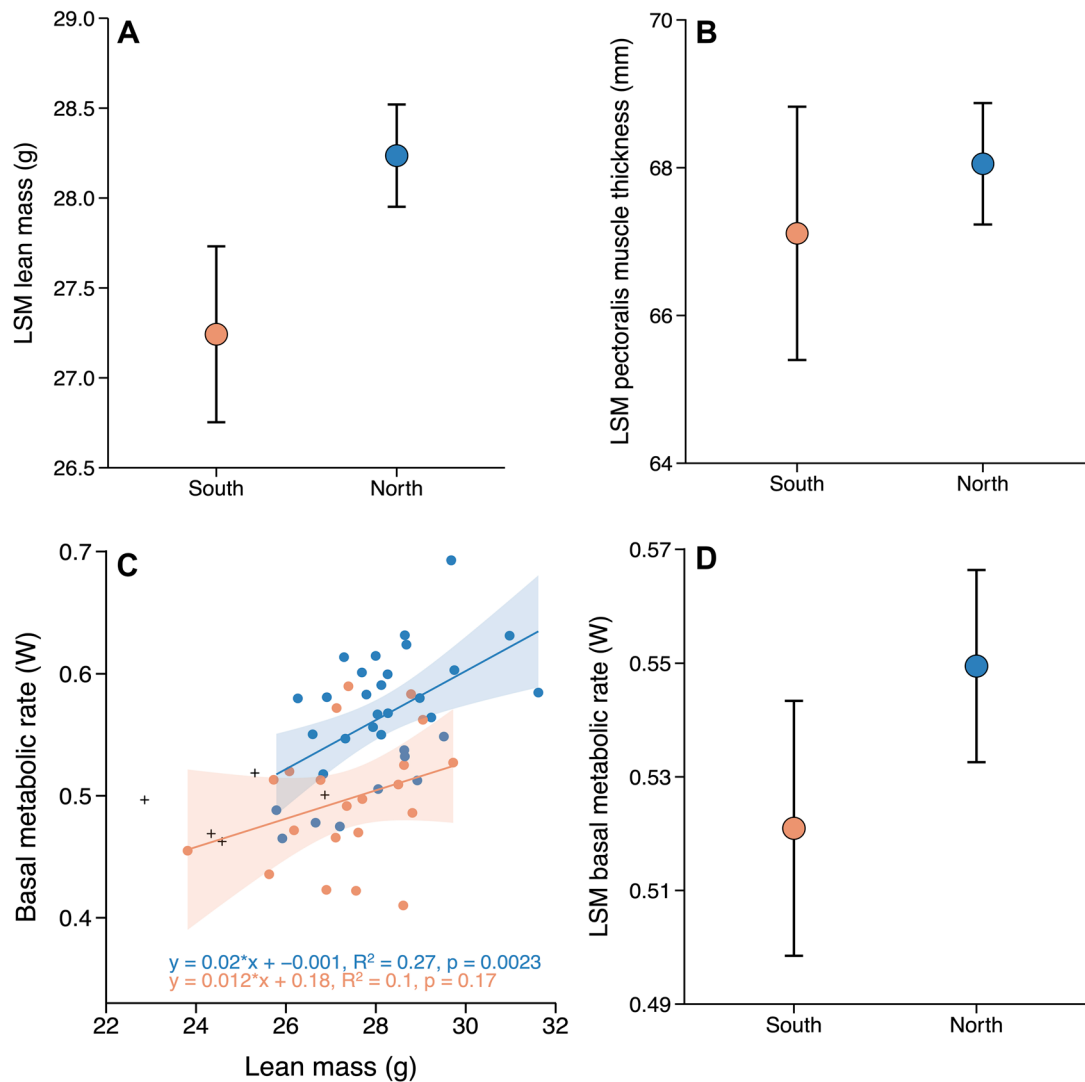 A
LSM lean mass (g)
29.0
28.5
28.0
27.5
27.0
26.5
South North
B
LSM pectoralis muscle thickness (mm)
70
68
66
64
South North
C
Basal metabolic rate (W)
0.7
0.6
0.5
0.4
y = 0.02*x + −0.001, R² = 0.27, p = 0.0023
y = 0.012*x + 0.18, R² = 0.1, p = 0.17
22 24 26 28 30 32
Lean mass (g)
D
LSM basal metabolic rate (W)
0.57
0.55
0.53
0.51
0.49
South North